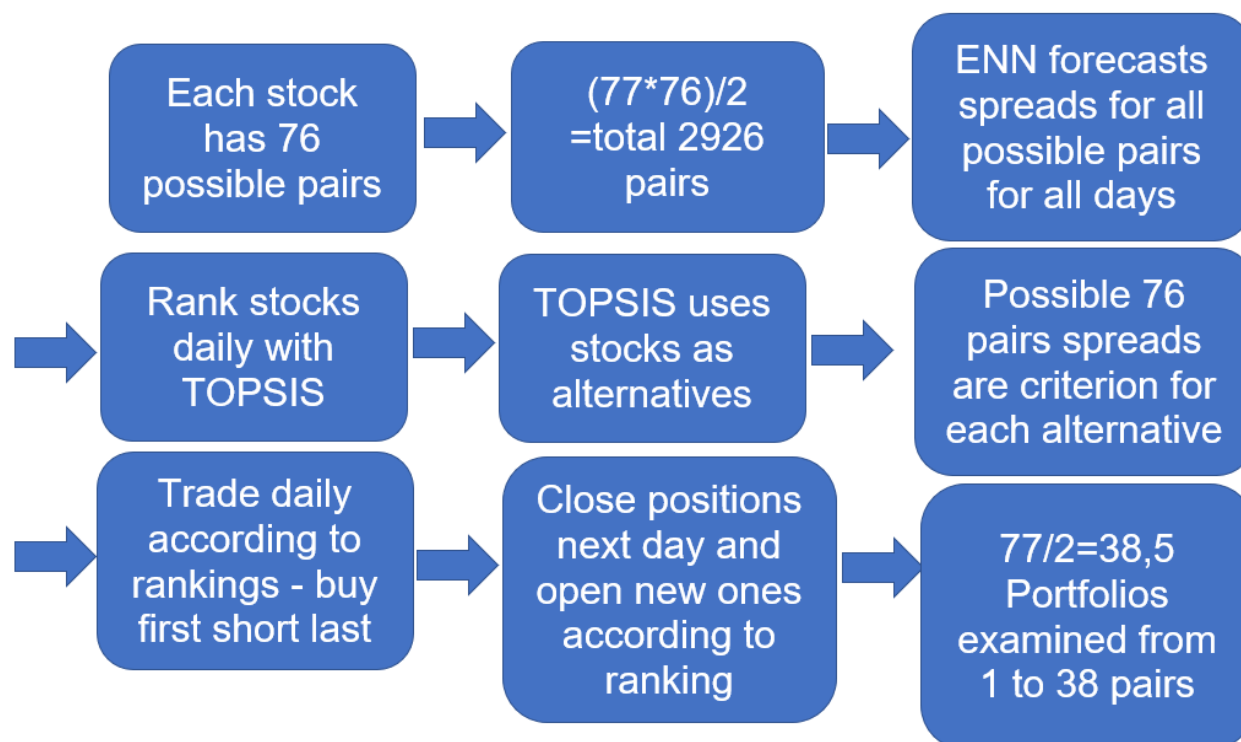 Each stock
has 76
possible pairs
(77*76)/2
=total 2926
pairs
ENN forecasts
spreads for all
possible pairs
for all days
Rank stocks
daily with
TOPSIS
TOPSIS uses
stocks as
alternatives
Possible 76
pairs spreads
are criterion for
each alternative
Trade daily
according to
rankings - buy
first short last
Close positions
next day and
open new ones
according to
ranking
77/2=38,5
Portfolios
examined from
1 to 38 pairs